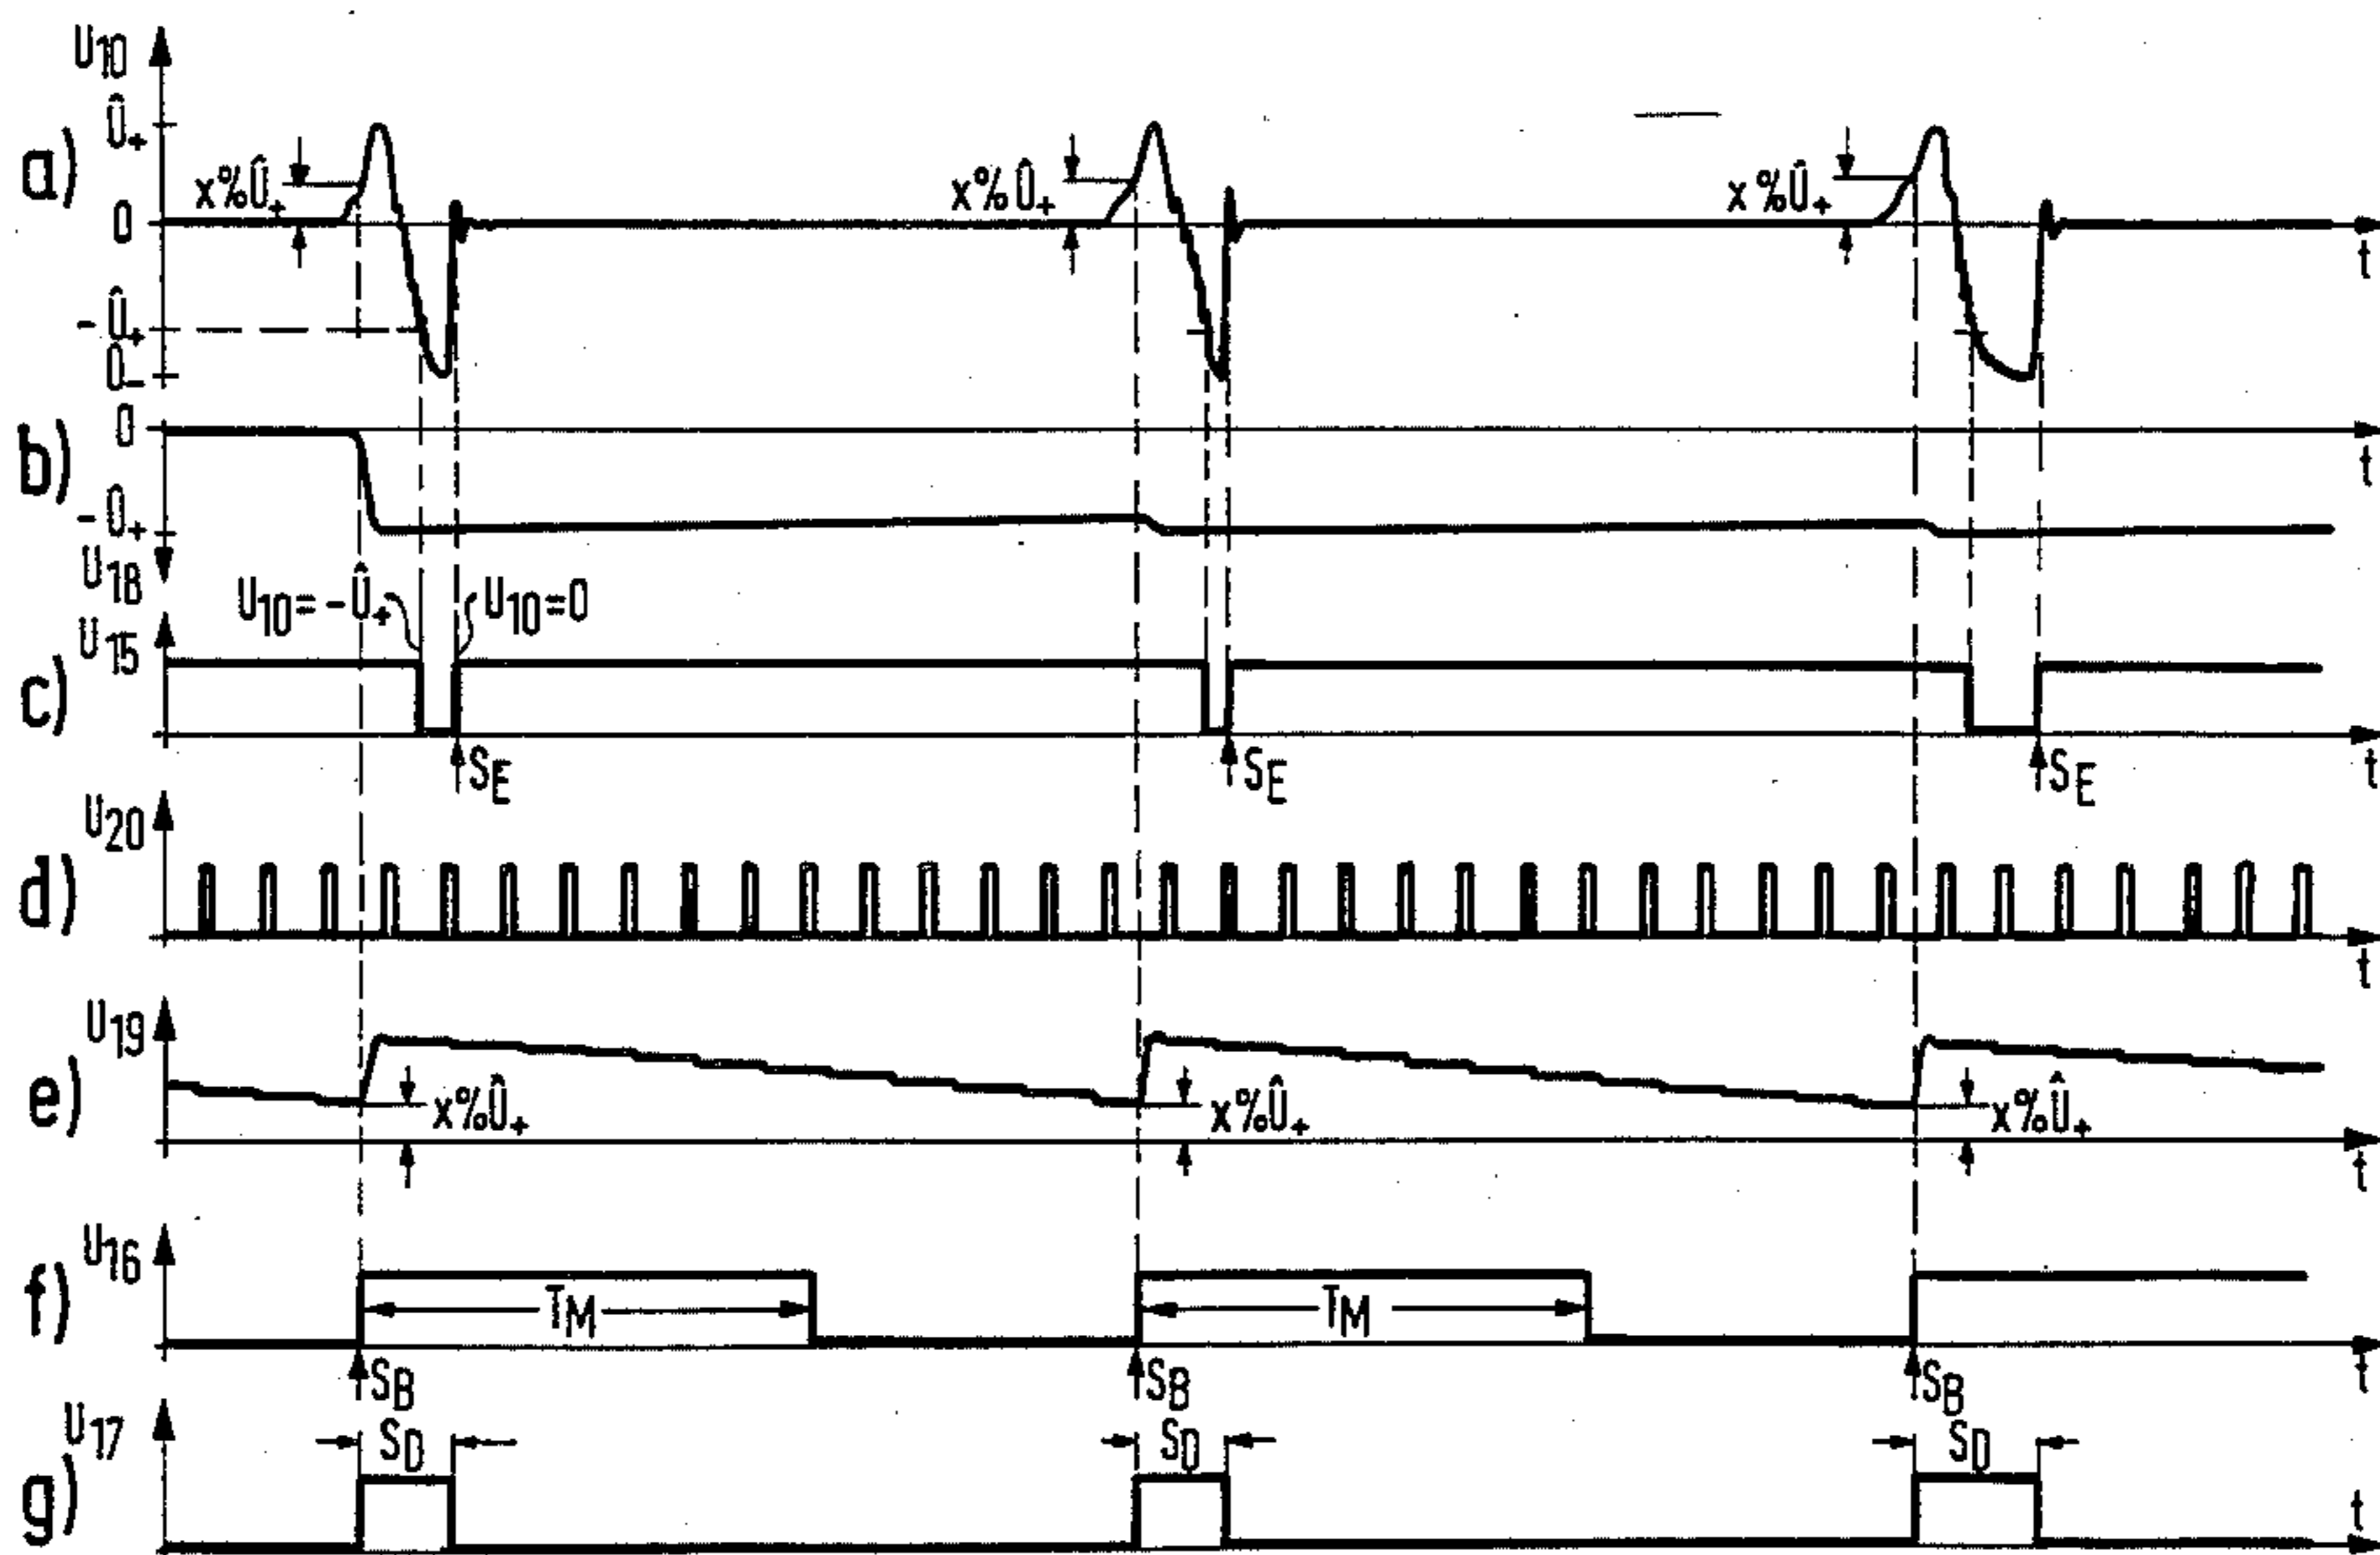 a)
U10
Û+
0
-Û+
Û-
x%Û+
x%Û+
x%Û+
t
b)
0
-Û+
U18
t
c)
U15
U10=-Û+
U10=0
SE
SE
SE
t
d)
U20
t
e)
U19
x%Û+
x%Û+
x%Û+
t
f)
U16
TM
TM
SB
SB
SB
t
g)
U17
SD
SD
SD
t